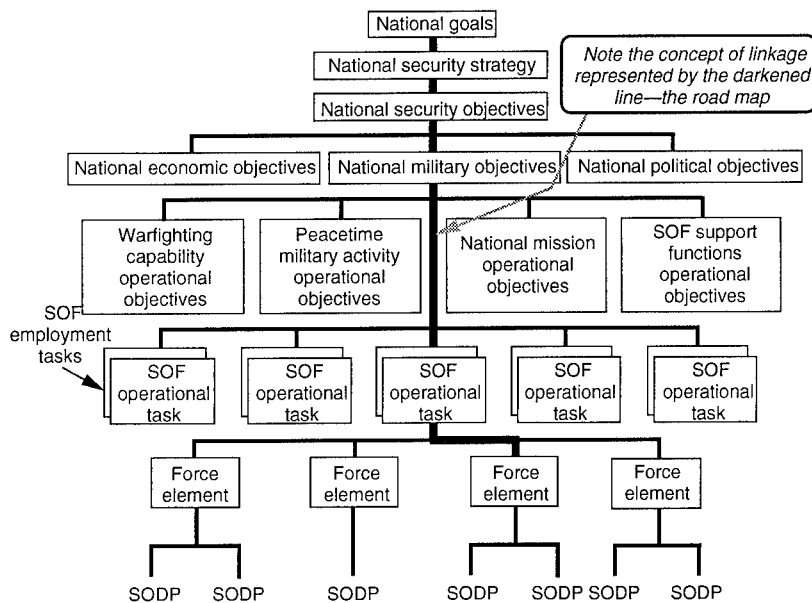 National goals
National security strategy
National security objectives
Note the concept of linkage
represented by the darkened
line—the road map
National economic objectives
National military objectives
National political objectives
Warfighting
capability
operational
objectives
Peacetime
military activity
operational
objectives
National mission
operational
objectives
SOF support
functions
operational
objectives
SOF
employment
tasks
SOF
operational
task
SOF
operational
task
SOF
operational
task
SOF
operational
task
SOF
operational
task
Force
element
Force
element
Force
element
Force
element
SODP
SODP
SODP
SODP
SODP
SODP
SODP